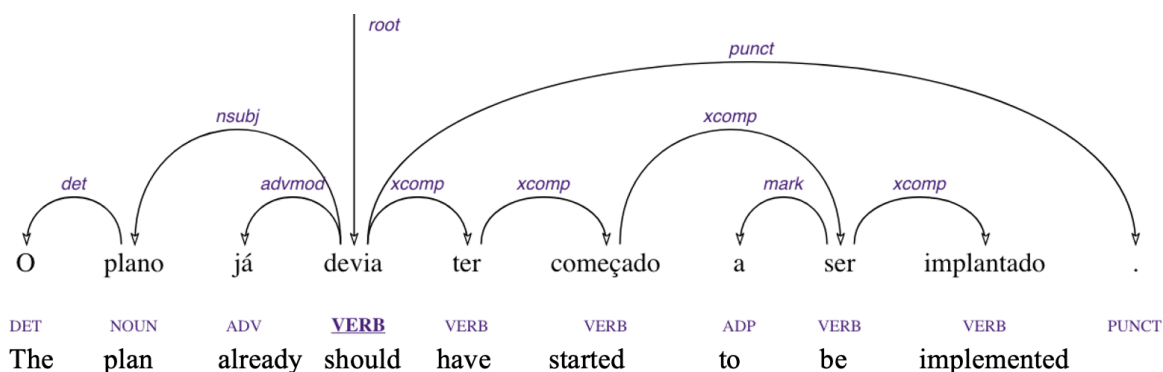 root
punct
nsubj xcomp
det advmod xcomp xcomp mark xcomp
O plano já devia ter começado a ser implantado .
DET NOUN ADV VERB VERB VERB ADP VERB VERB PUNCT
The plan already should have started to be implemented